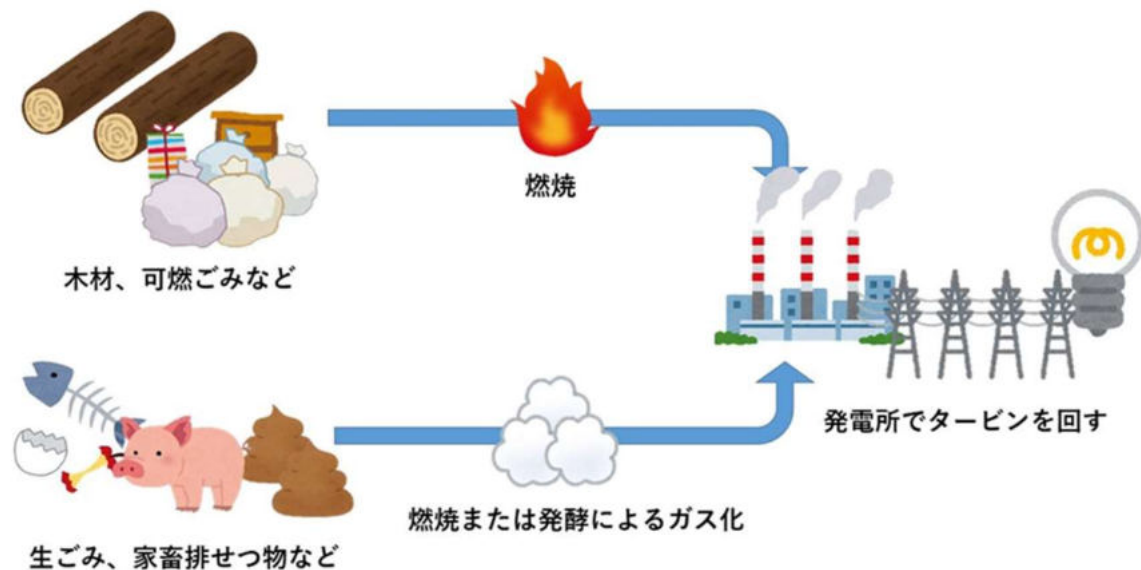 燃焼
木材、可燃ごみなど
発電所でタービンを回す
燃焼または発酵によるガス化
生ごみ、家畜排せつ物など